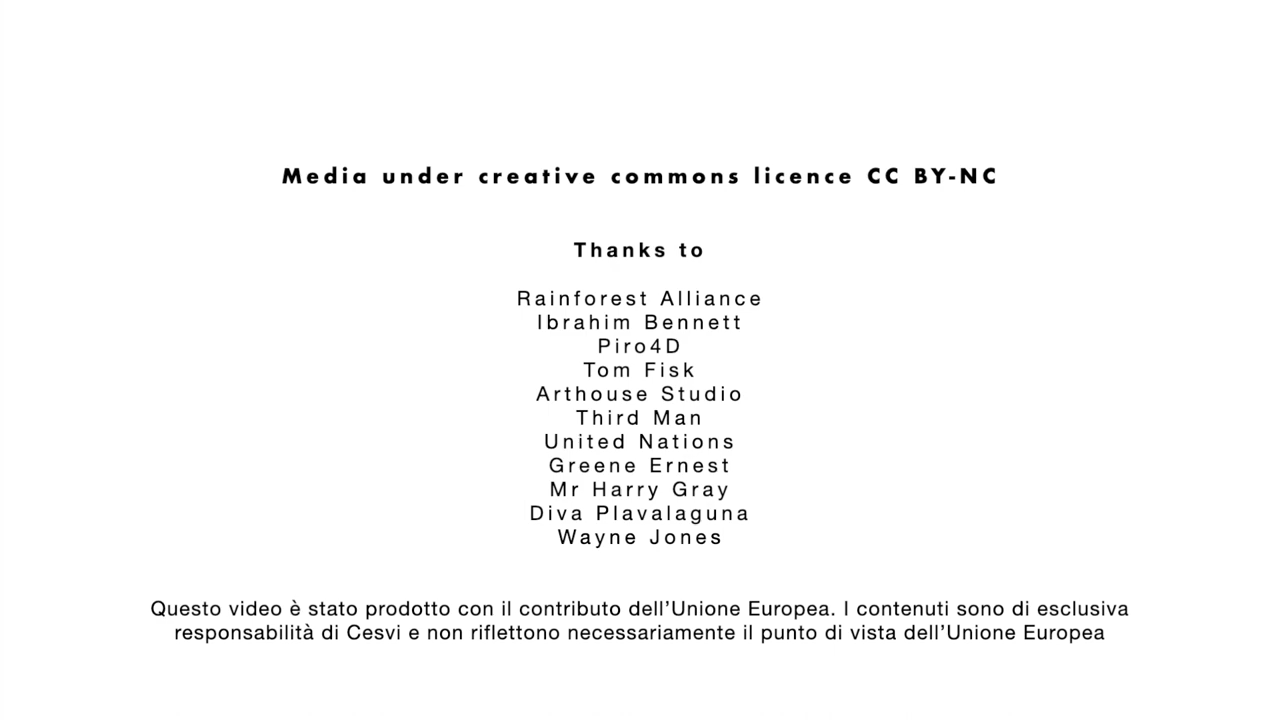 Media under creative commons licence CC BY-NC
Thanks to
Rainforest Alliance
Ibrahim Bennett
Piro4D
Tom Fisk
Arthouse Studio
Third Man
United Nations
Greene Ernest
Mr Harry Gray
Diva Plavalaguna
Wayne Jones
Questo video è stato prodotto con il contributo dell’Unione Europea. I contenuti sono di esclusiva
responsabilità di Cesvi e non riflettono necessariamente il punto di vista dell’Unione Europea